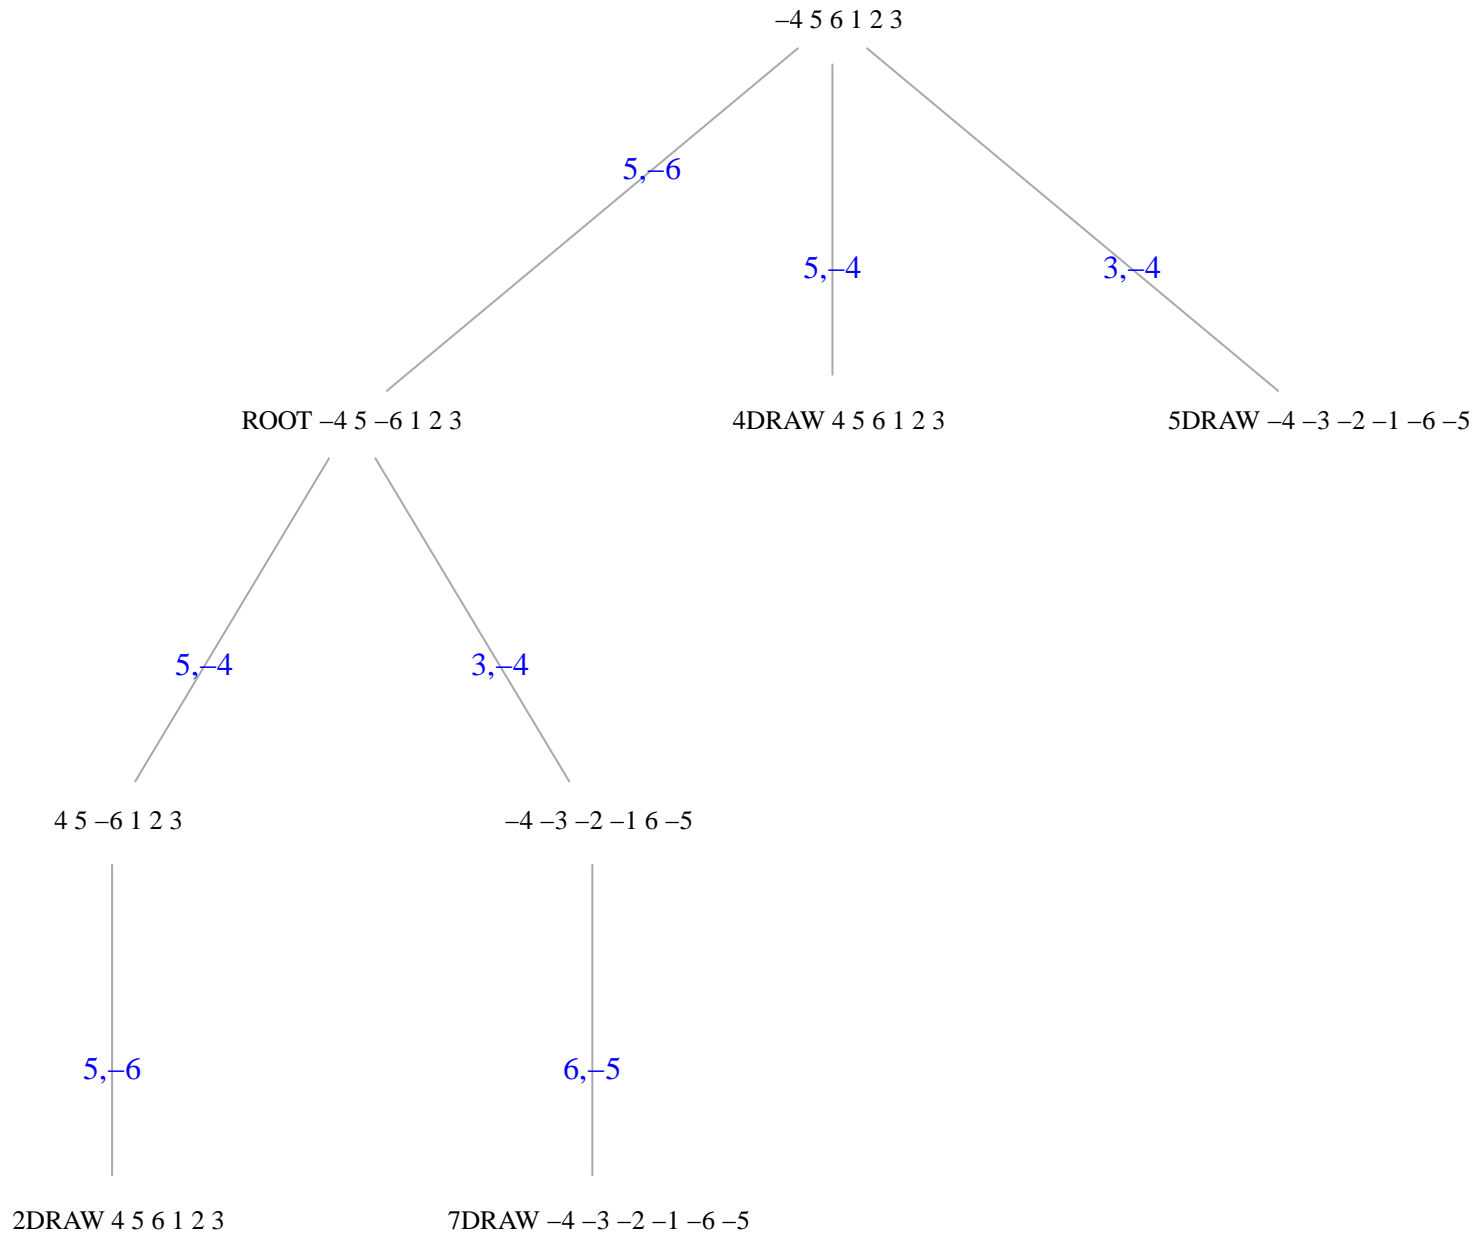 –4 5 6 1 2 3
5,–6
5,–4
3,–4
ROOT –4 5 –6 1 2 3
4DRAW 4 5 6 1 2 3
5DRAW –4 –3 –2 –1 –6 –5
5,–4
3,–4
4 5 –6 1 2 3
–4 –3 –2 –1 6 –5
5,–6
6,–5
2DRAW 4 5 6 1 2 3
7DRAW –4 –3 –2 –1 –6 –5